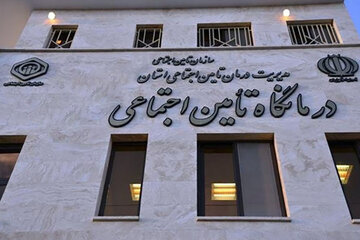 سازمان تأمین اجتماعی
مدیریت درمان تأمین اجتماعی استان
درمانگاه تأمین اجتماعی